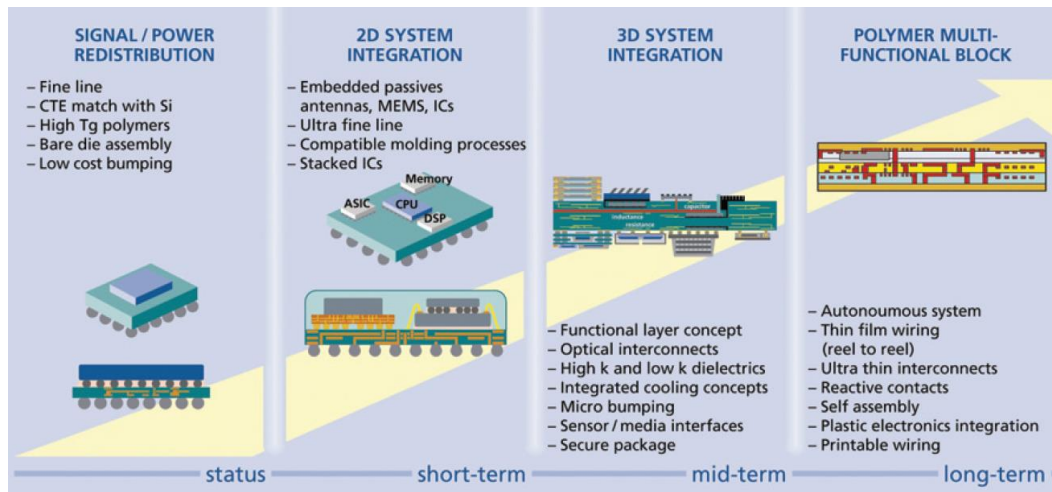 SIGNAL / POWER
REDISTRIBUTION
– Fine line
– CTE match with Si
– High Tg polymers
– Bare die assembly
– Low cost bumping
status
2D SYSTEM
INTEGRATION
– Embedded passives
antennas, MEMS, ICs
– Ultra fine line
– Compatible molding processes
– Stacked ICs
Memory
ASIC
CPU
DSP
short-term
3D SYSTEM
INTEGRATION
capacitor
inductance
resistance
– Functional layer concept
– Optical interconnects
– High k and low k dielectrics
– Integrated cooling concepts
– Micro bumping
– Sensor / media interfaces
– Secure package
mid-term
POLYMER MULTI-
FUNCTIONAL BLOCK
– Autonoumous system
– Thin film wiring
(reel to reel)
– Ultra thin interconnects
– Reactive contacts
– Self assembly
– Plastic electronics integration
– Printable wiring
long-term